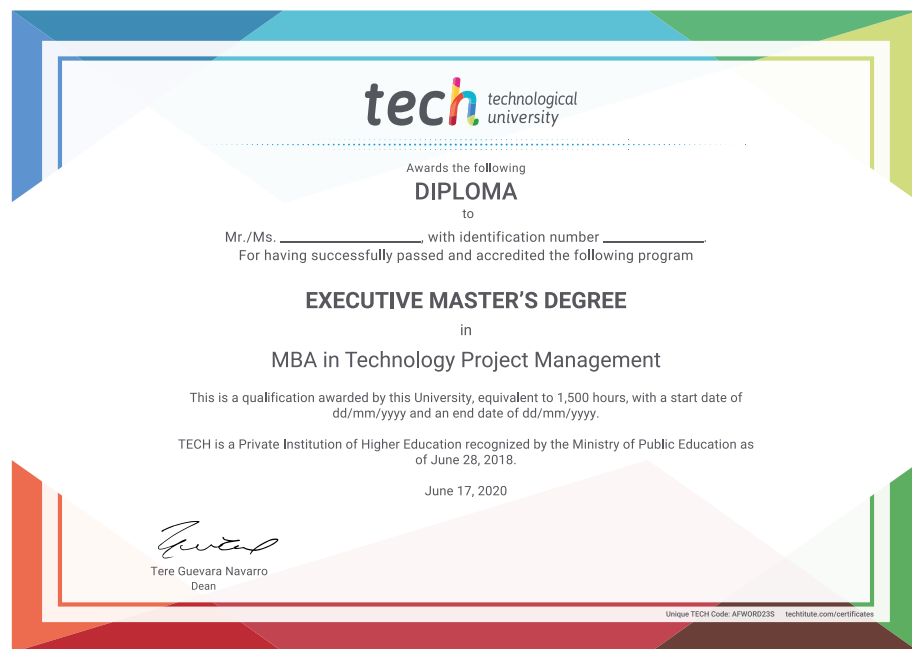 tech technological
university
Awards the following
DIPLOMA
to
Mr./Ms. ____________________, with identification number ______________.
For having successfully passed and accredited the following program
EXECUTIVE MASTER'S DEGREE
in
MBA in Technology Project Management
This is a qualification awarded by this University, equivalent to 1,500 hours, with a start date of
dd/mm/yyyy and an end date of dd/mm/yyyy.
TECH is a Private Institution of Higher Education recognized by the Ministry of Public Education as
of June 28, 2018.
June 17, 2020
Tere Guevara Navarro
Dean
Unique TECH Code: AFWORD23S techtitute.com/certificates